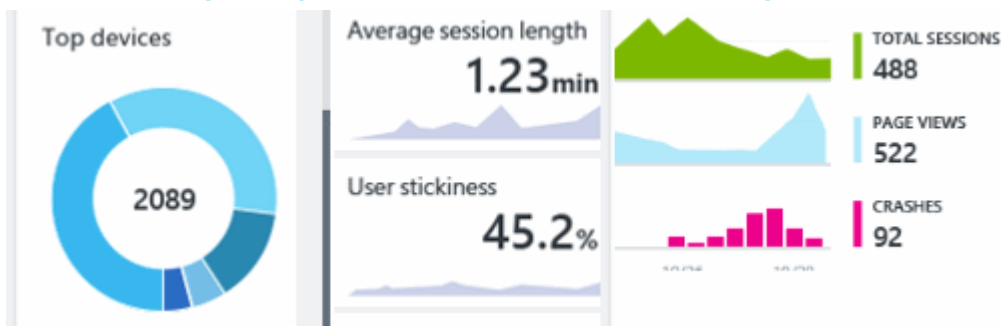 Top devices
2089
Average session length
1.23min
User stickiness
45.2%
TOTAL SESSIONS
488
PAGE VIEWS
522
CRASHES
92